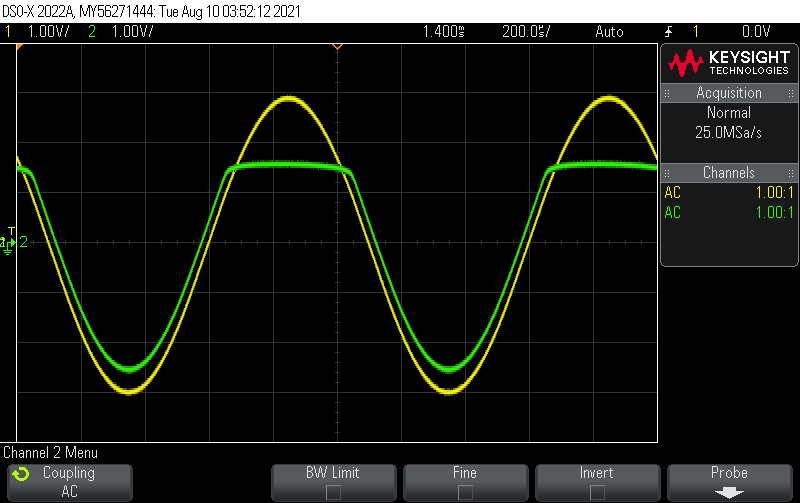 DSO-X 2022A, MY56271444: Tue Aug 10 03:52:12 2021
1 1.00V/ 2 1.00V/ 1.400s 200.0s/ Auto 1 0.0V
KEYSIGHT
TECHNOLOGIES
Acquisition
Normal
25.0MSa/s
Channels
AC 1.00:1
AC 1.00:1
T
2
Channel 2 Menu
Coupling
AC
BW Limit
Fine
Invert
Probe